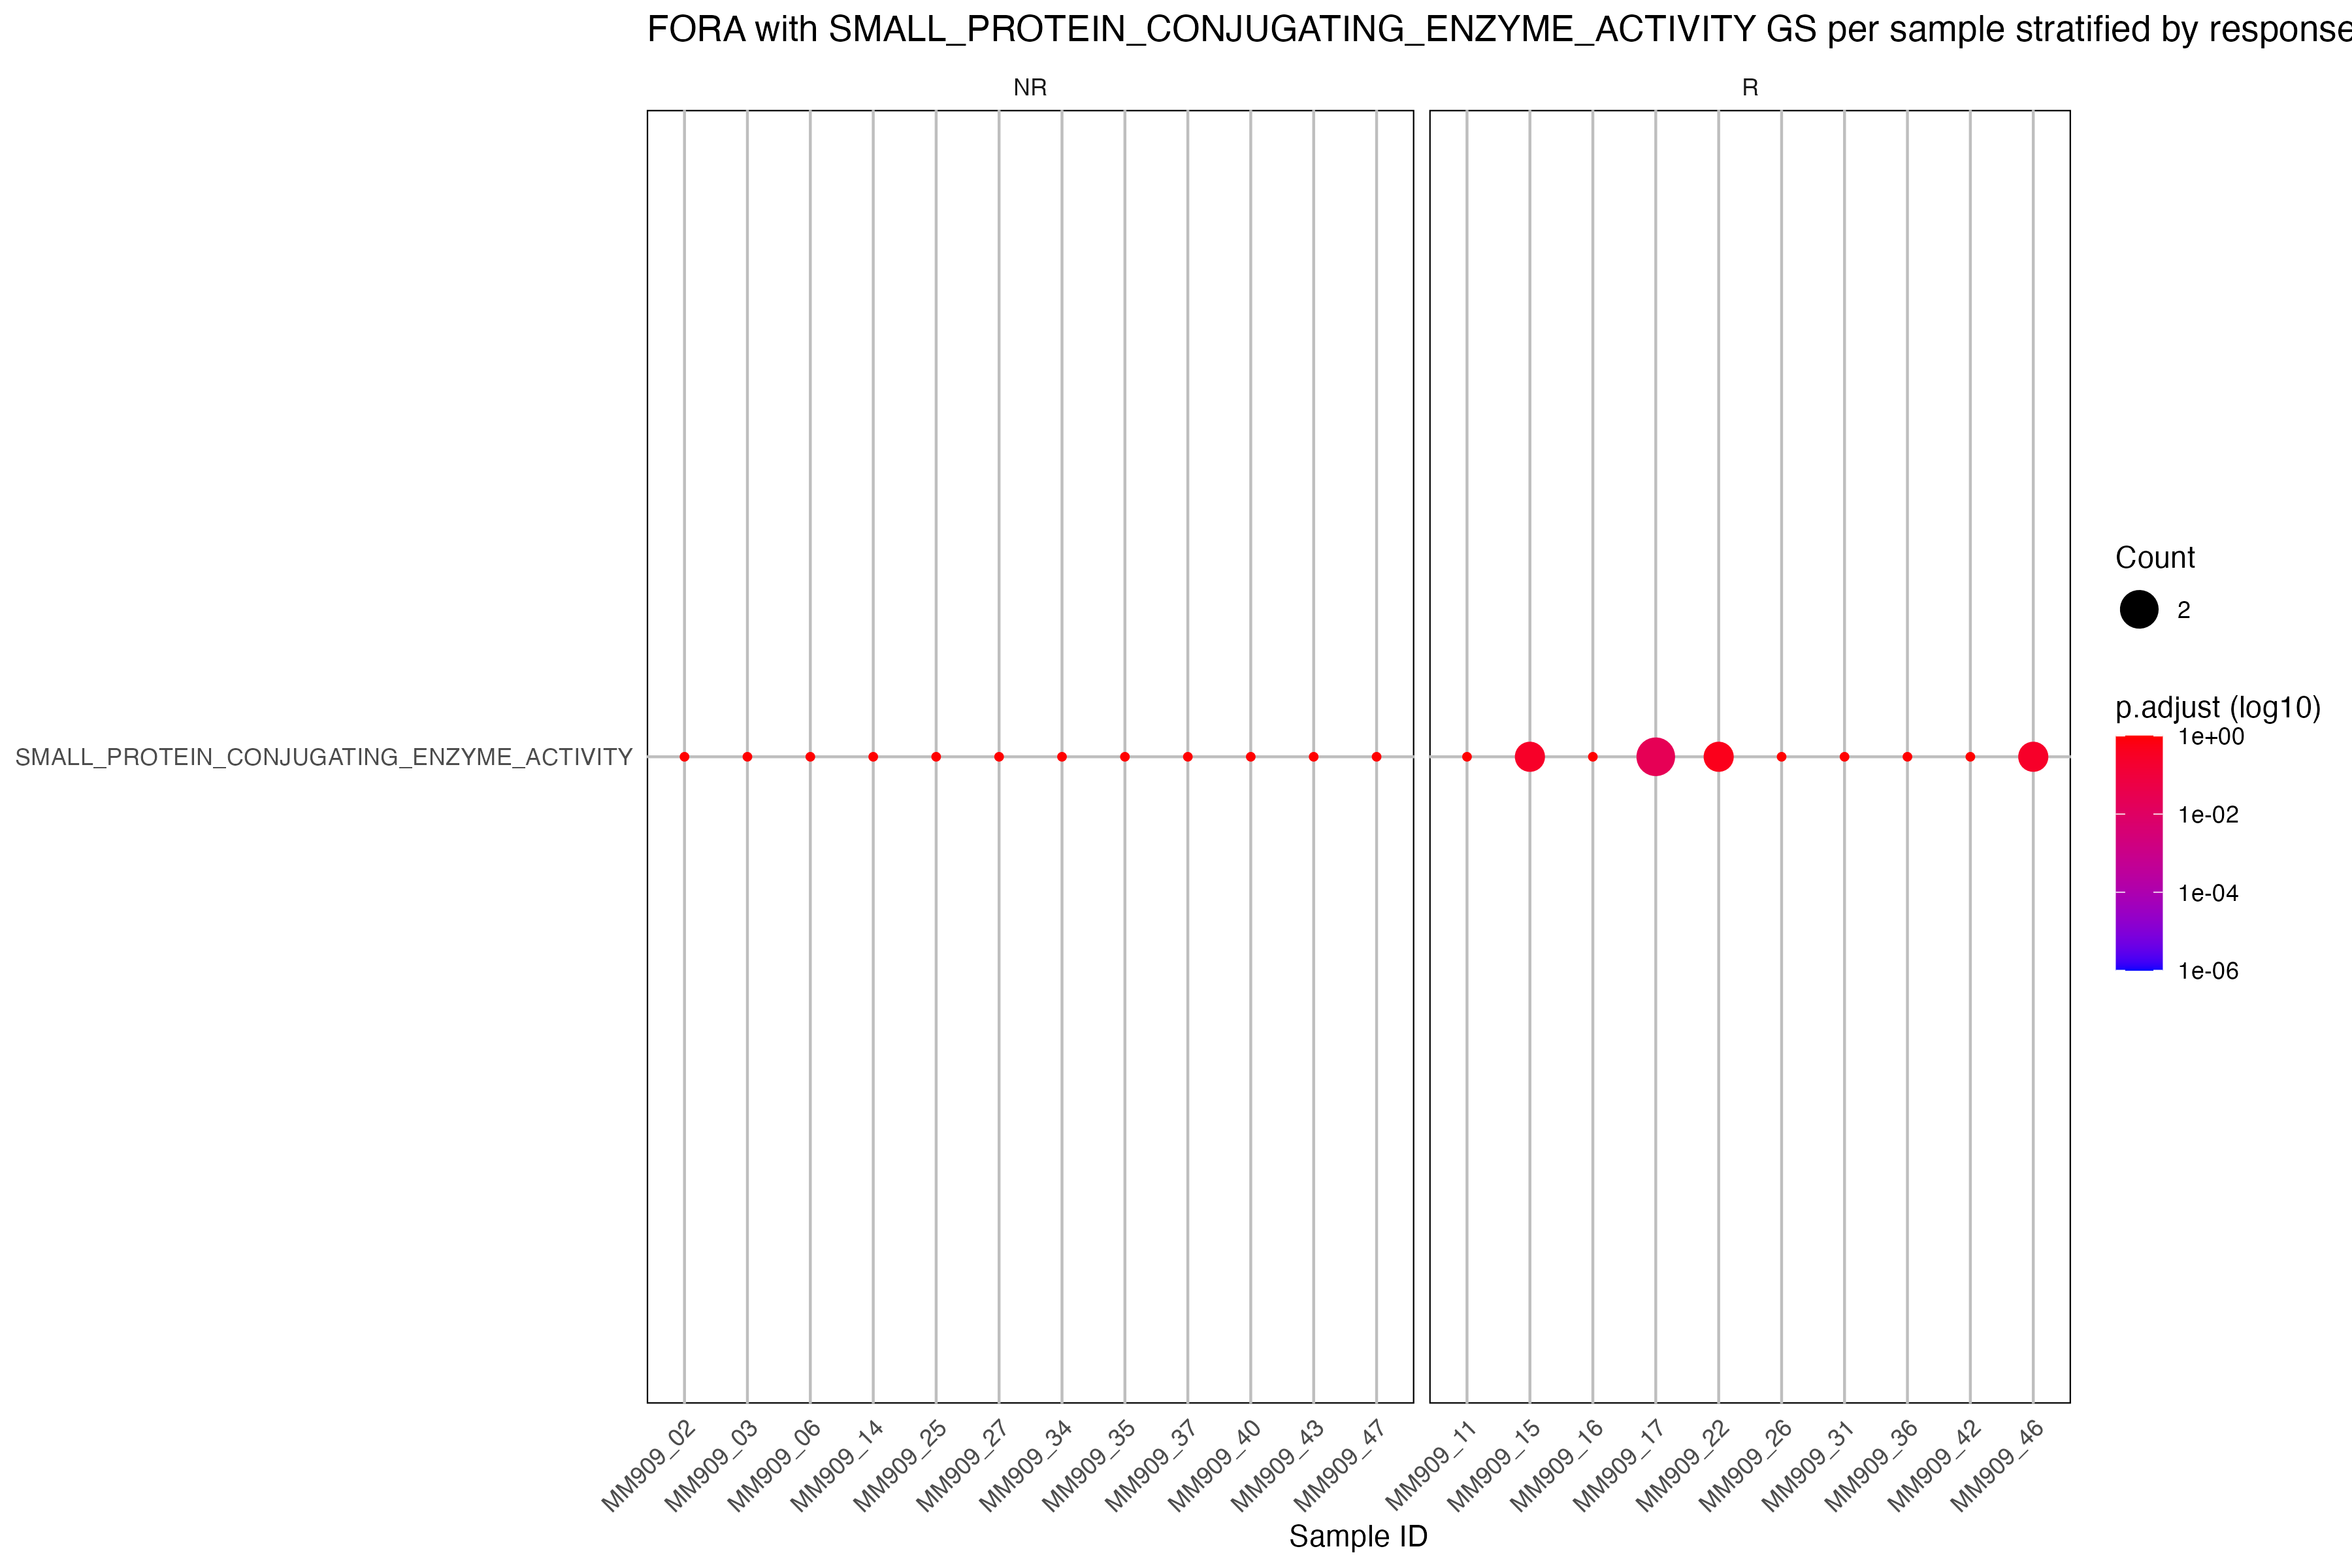 FORA with SMALL_PROTEIN_CONJUGATING_ENZYME_ACTIVITY GS per sample stratified by response
NR
R
SMALL_PROTEIN_CONJUGATING_ENZYME_ACTIVITY
Count
2
p.adjust (log10)
1e+00
1e-02
1e-04
1e-06
MM909_02
MM909_03
MM909_06
MM909_14
MM909_25
MM909_27
MM909_34
MM909_35
MM909_37
MM909_40
MM909_43
MM909_47
MM909_11
MM909_15
MM909_16
MM909_17
MM909_22
MM909_26
MM909_31
MM909_36
MM909_42
MM909_46
Sample ID